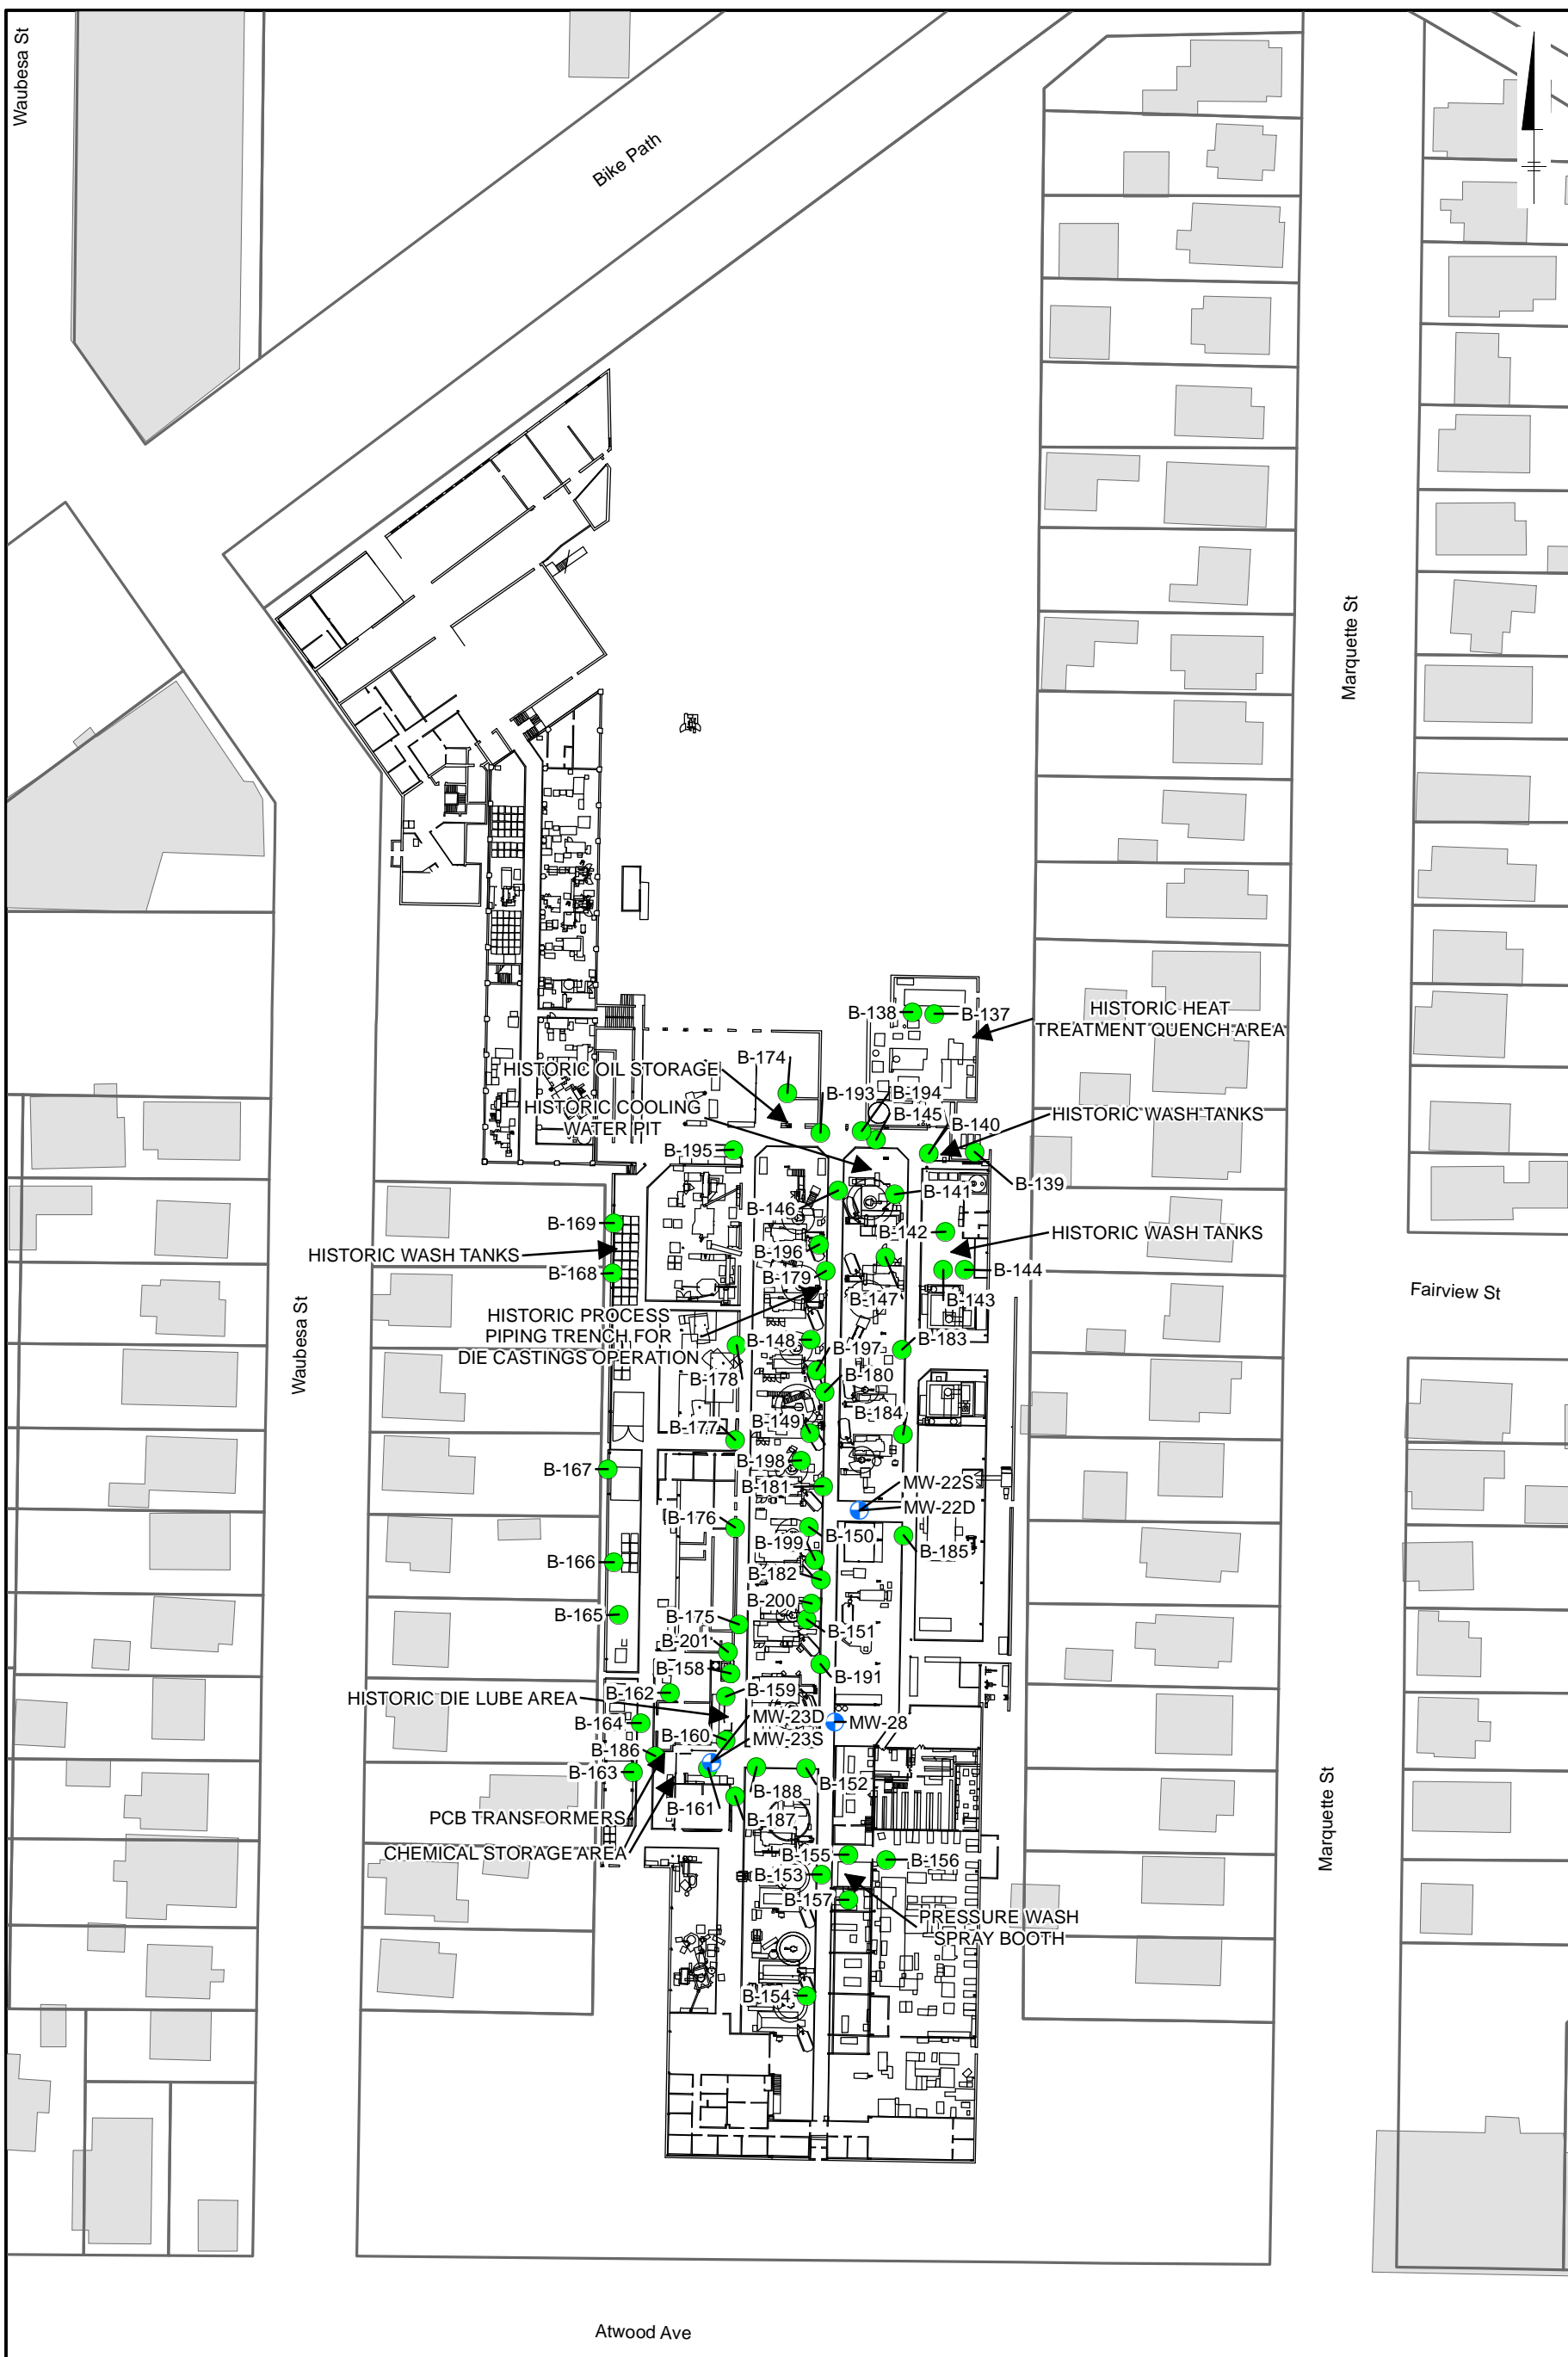 Waubesa St
Bike Path
Marquette St
B-138
B-137
HISTORIC HEAT
TREATMENT QUENCH AREA
B-174
HISTORIC OIL STORAGE
B-193
B-194
HISTORIC COOLING
WATER PIT
B-145
HISTORIC WASH TANKS
B-140
B-195
B-139
B-141
B-146
B-169
B-142
HISTORIC WASH TANKS
HISTORIC WASH TANKS
B-196
B-168
B-179
B-144
Fairview St
B-147
B-143
HISTORIC PROCESS
PIPING TRENCH FOR
DIE CASTINGS OPERATION
B-148
B-197
B-183
Waubesa St
B-178
B-180
B-184
B-177
B-149
B-198
B-167
MW-22S
B-181
MW-22D
B-176
B-150
B-199
B-185
B-166
B-182
B-200
B-165
B-175
B-151
B-201
B-158
B-191
B-162
B-159
HISTORIC DIE LUBE AREA
MW-23D
B-164
MW-28
B-160
MW-23S
B-186
B-163
B-152
B-188
B-161
B-187
PCB TRANSFORMERS
Marquette St
CHEMICAL STORAGE AREA
B-155
B-156
B-153
B-157
PRESSURE WASH
SPRAY BOOTH
B-154
Atwood Ave